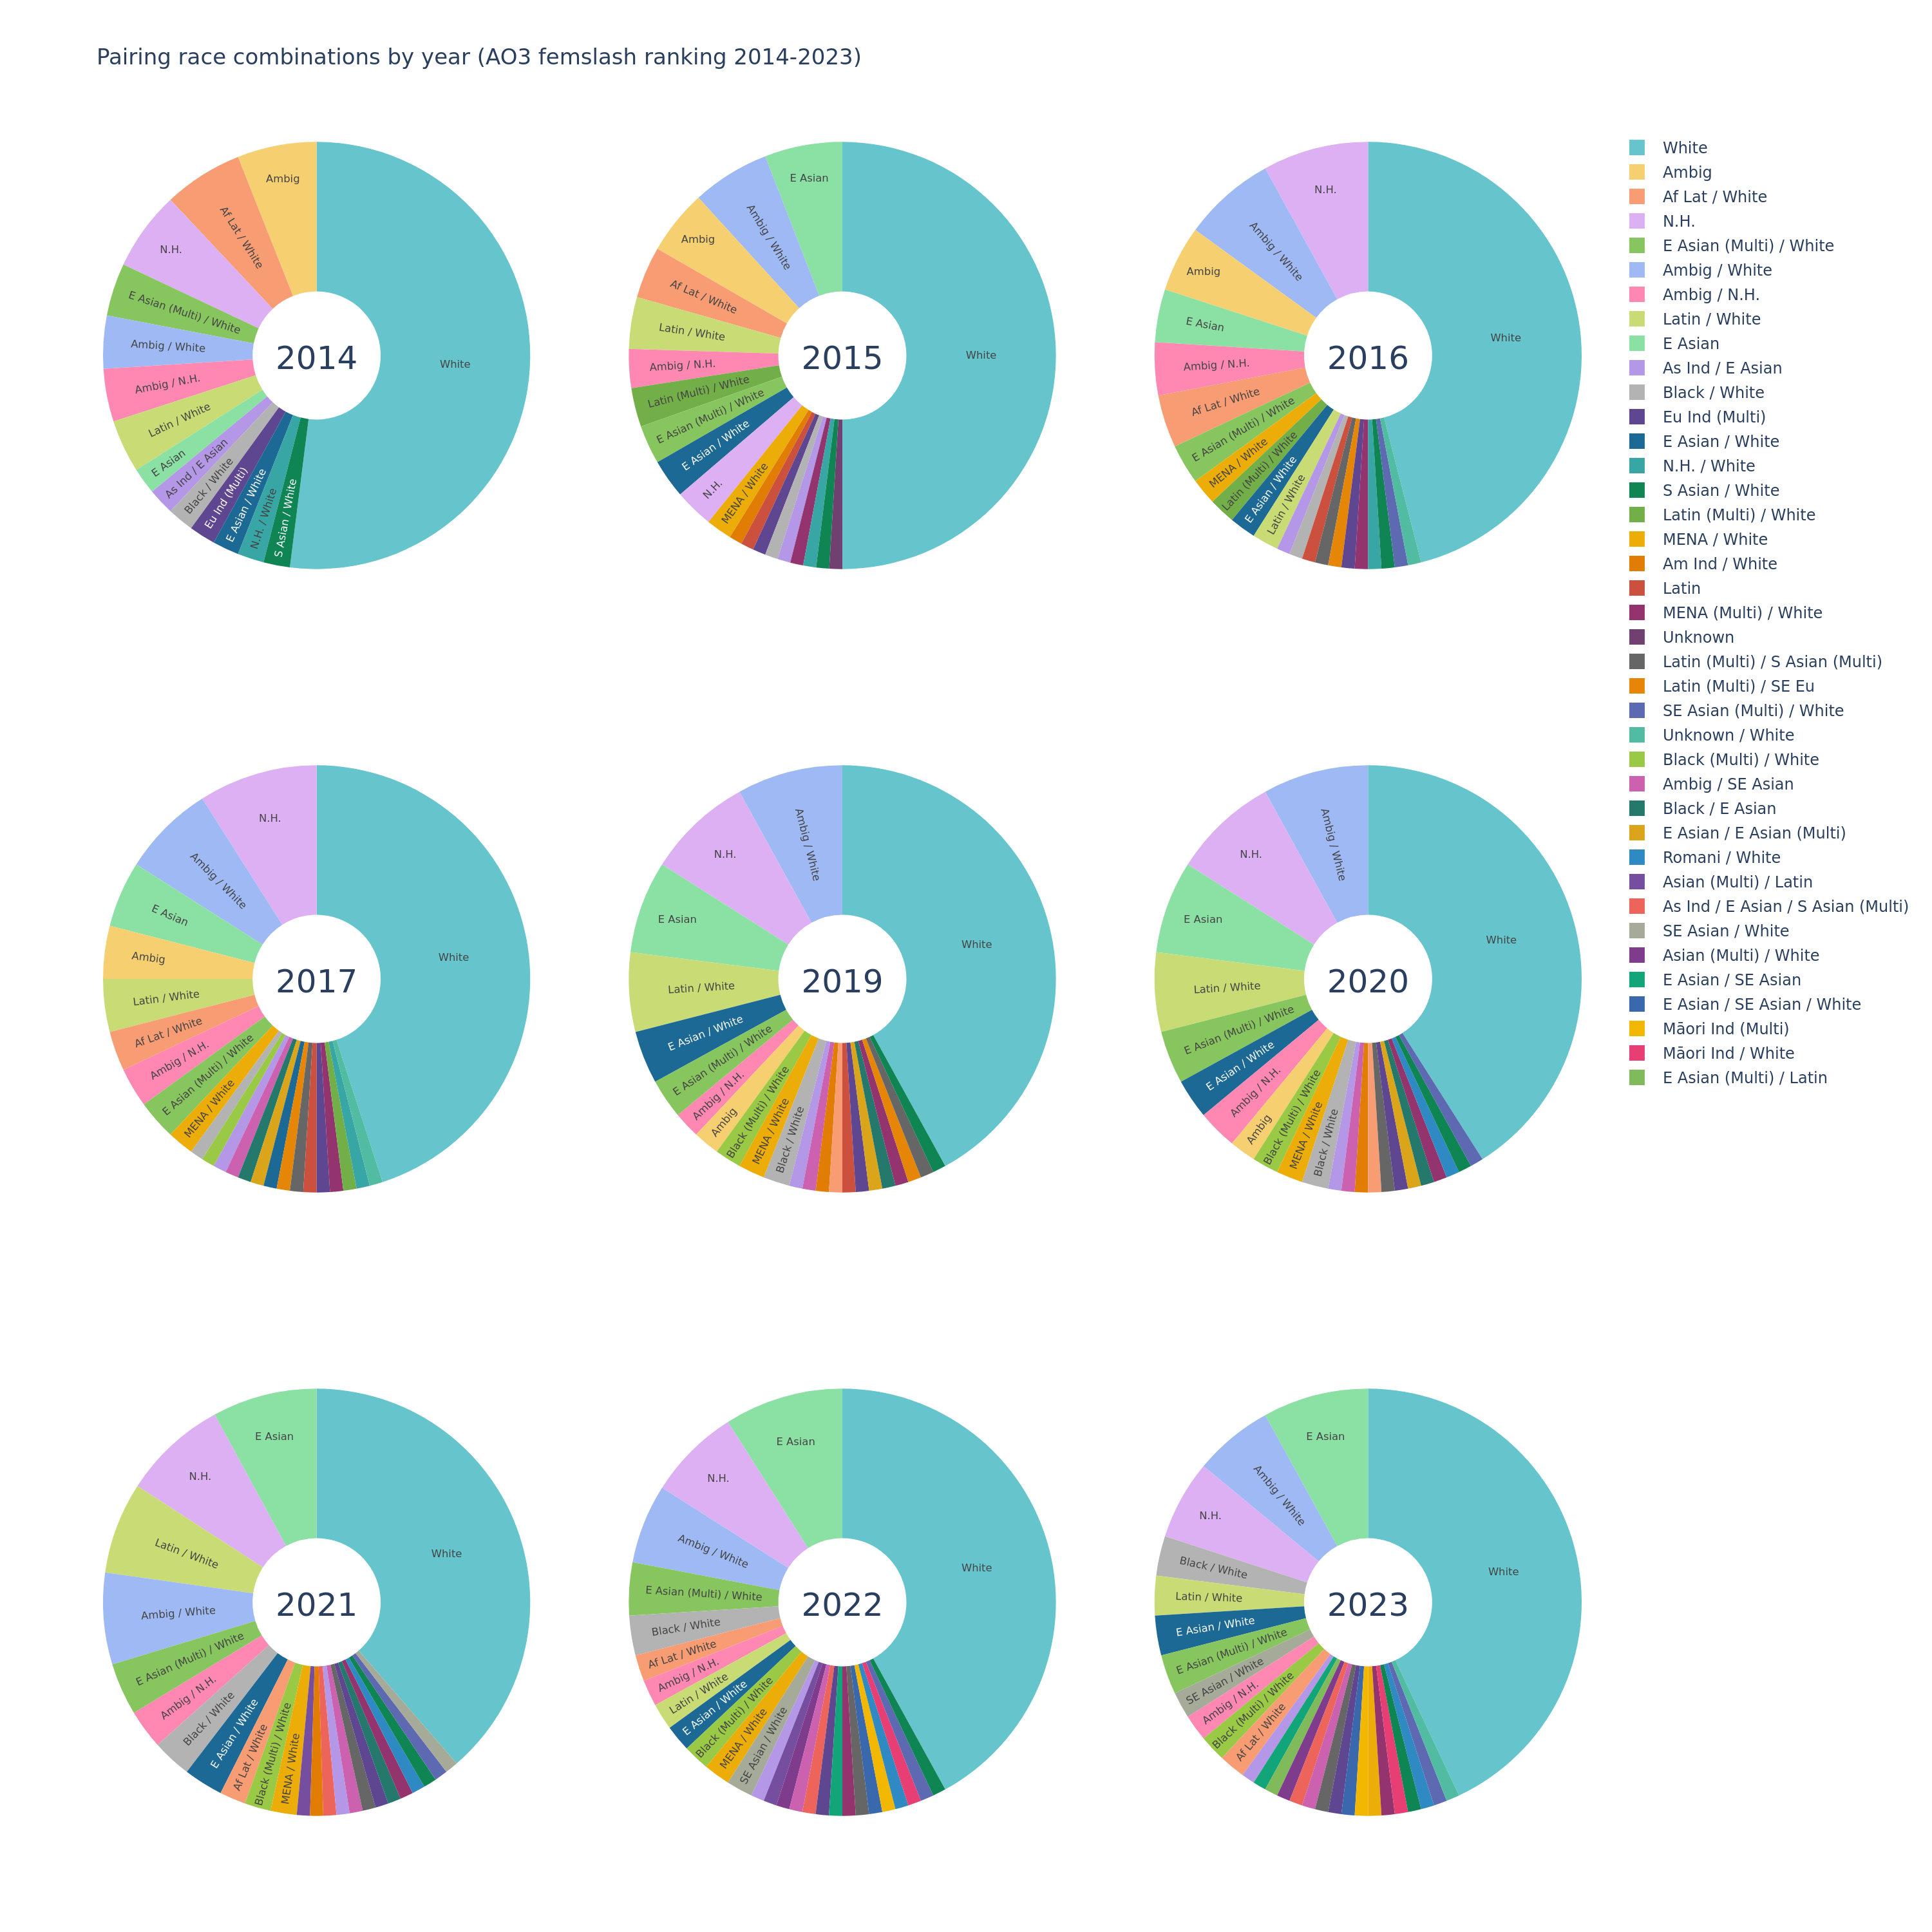 Pairing race combinations by year (AO3 femslash ranking 2014-2023)
2014
White
Ambig
Af Lat / White
N.H.
E Asian (Multi) / White
Ambig / White
Ambig / N.H.
Latin / White
E Asian
As Ind / E Asian
Black / White
Eu Ind (Multi)
E Asian / White
N.H. / White
S Asian / White
2015
White
E Asian
Ambig / White
Ambig
Af Lat / White
Latin / White
Ambig / N.H.
Latin (Multi) / White
E Asian (Multi) / White
E Asian / White
N.H.
MENA / White
2016
White
N.H.
Ambig / White
Ambig
E Asian
Ambig / N.H.
Af Lat / White
E Asian (Multi) / White
MENA / White
Latin (Multi) / White
E Asian / White
Latin / White
2017
White
N.H.
Ambig / White
E Asian
Ambig
Latin / White
Af Lat / White
Ambig / N.H.
E Asian (Multi) / White
MENA / White
2019
White
Ambig / White
N.H.
E Asian
Latin / White
E Asian / White
E Asian (Multi) / White
Ambig / N.H.
Ambig
Black (Multi) / White
MENA / White
Black / White
2020
White
Ambig / White
N.H.
E Asian
Latin / White
E Asian (Multi) / White
E Asian / White
Ambig / N.H.
Ambig
Black (Multi) / White
MENA / White
Black / White
2021
White
E Asian
N.H.
Latin / White
Ambig / White
E Asian (Multi) / White
Ambig / N.H.
Black / White
E Asian / White
Af Lat / White
Black (Multi) / White
MENA / White
2022
White
E Asian
N.H.
Ambig / White
E Asian (Multi) / White
Black / White
Af Lat / White
Ambig / N.H.
Latin / White
E Asian / White
Black (Multi) / White
MENA / White
SE Asian / White
2023
White
E Asian
Ambig / White
N.H.
Black / White
Latin / White
E Asian / White
E Asian (Multi) / White
SE Asian / White
Ambig / N.H.
Black (Multi) / White
Af Lat / White
White
Ambig
Af Lat / White
N.H.
E Asian (Multi) / White
Ambig / White
Ambig / N.H.
Latin / White
E Asian
As Ind / E Asian
Black / White
Eu Ind (Multi)
E Asian / White
N.H. / White
S Asian / White
Latin (Multi) / White
MENA / White
Am Ind / White
Latin
MENA (Multi) / White
Unknown
Latin (Multi) / S Asian (Multi)
Latin (Multi) / SE Eu
SE Asian (Multi) / White
Unknown / White
Black (Multi) / White
Ambig / SE Asian
Black / E Asian
E Asian / E Asian (Multi)
Romani / White
Asian (Multi) / Latin
As Ind / E Asian / S Asian (Multi)
SE Asian / White
Asian (Multi) / White
E Asian / SE Asian
E Asian / SE Asian / White
Māori Ind (Multi)
Māori Ind / White
E Asian (Multi) / Latin